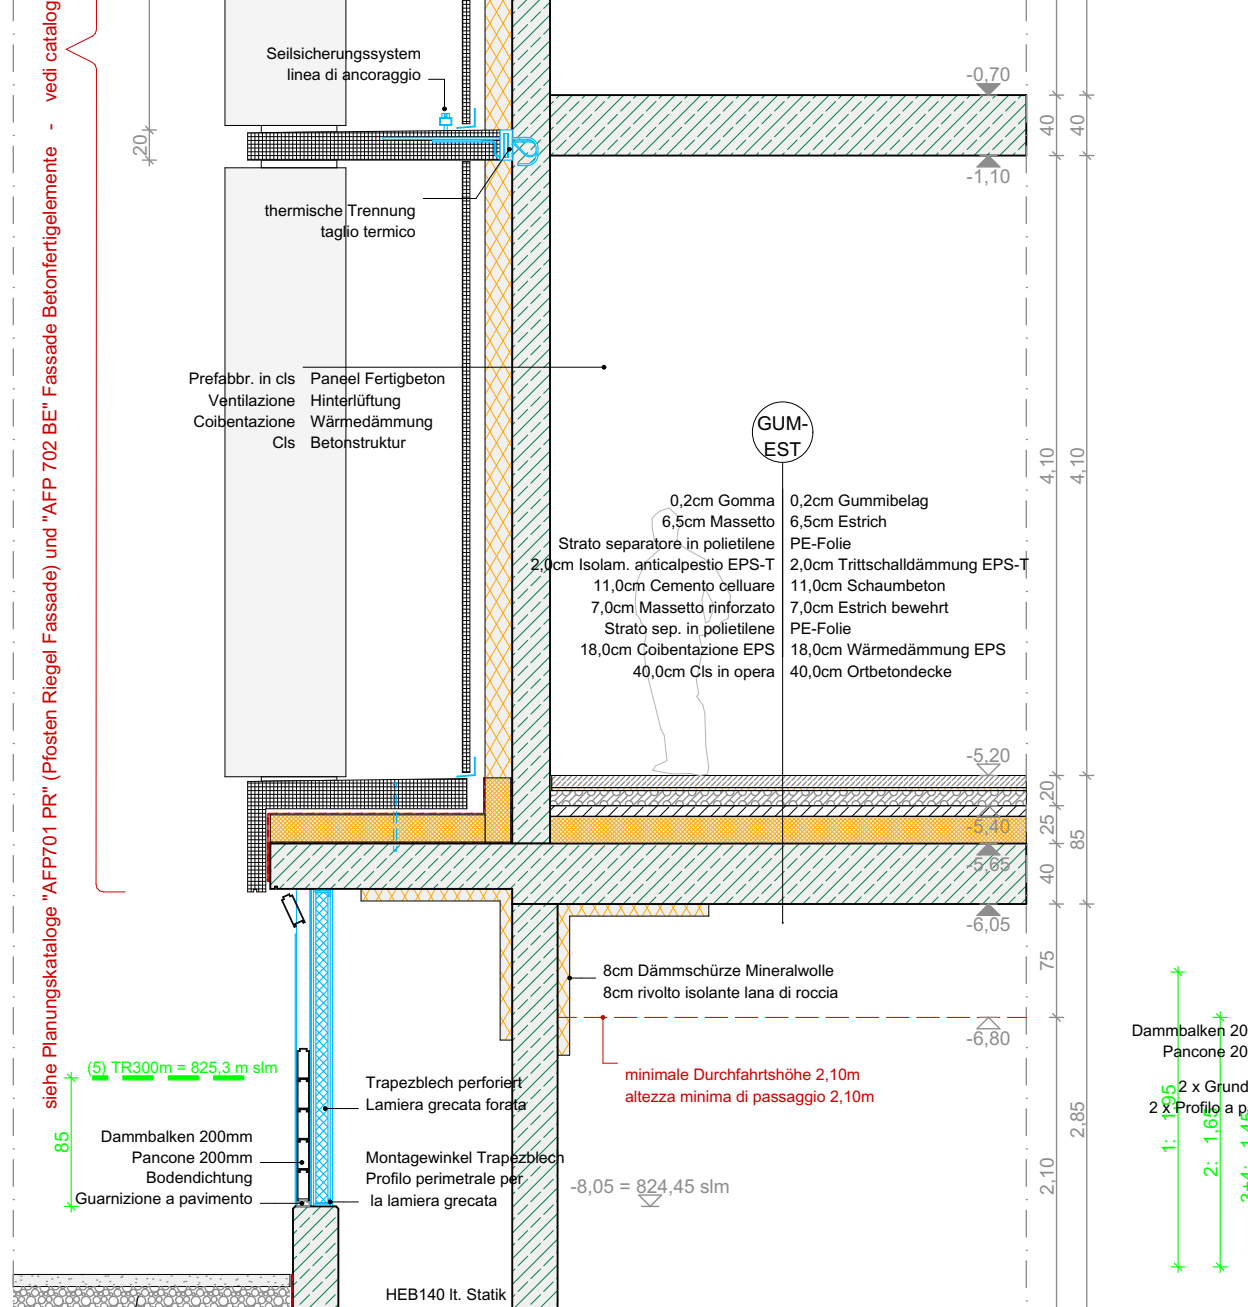 siehe Planungskataloge "AFP701 PR" (Pfosten Riegel Fassade) und "AFP 702 BE" Fassade Betonfertigelemente - vedi catalog
Seilsicherungssystem
linea di ancoraggio
20
thermische Trennung
taglio termico
Prefabbr. in cls Paneel Fertigbeton
Ventilazione Hinterlüftung
Coibentazione Wärmedämmung
Cls Betonstruktur
GUM-
EST
0,2cm Gomma 0,2cm Gummibelag
6,5cm Massetto 6,5cm Estrich
Strato separatore in polietilene PE-Folie
2,0cm Isolam. anticalpestio EPS-T 2,0cm Trittschalldämmung EPS-T
11,0cm Cemento celluare 11,0cm Schaumbeton
7,0cm Massetto rinforzato 7,0cm Estrich bewehrt
Strato sep. in polietilene PE-Folie
18,0cm Coibentazione EPS 18,0cm Wärmedämmung EPS
40,0cm Cls in opera 40,0cm Ortbetondecke
-0,70
40 40
-1,10
4,10 4,10
-5,20
20
-5,40
25
85
-5,65
40
-6,05
75
-6,80
2,85
2,10
8cm Dämmschürze Mineralwolle
8cm rivolto isolante lana di roccia
minimale Durchfahrtshöhe 2,10m
altezza minima di passaggio 2,10m
(5) TR300m = 825,3 m slm
85
Trapezblech perforiert
Lamiera grecata forata
Dammbalken 200mm
Pancone 200mm
Bodendichtung
Guarnizione a pavimento
Montagewinkel Trapezblech
Profilo perimetrale per
la lamiera grecata
-8,05 = 824,45 slm
HEB140 lt. Statik
Dammbalken 20
Pancone 20
2 x Grund
2 x Profilo a p
1: 1,95
2: 1,65
3+4: 1,45